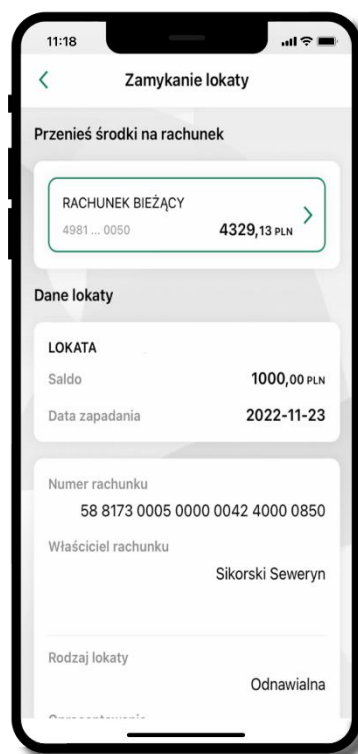 11:18
Zamykanie lokaty
Przenieś środki na rachunek
RACHUNEK BIEŻĄCY
4981 ... 0050 4329,13 PLN
Dane lokaty
LOKATA
Saldo 1000,00 PLN
Data zapadania 2022-11-23
Numer rachunku
58 8173 0005 0000 0042 4000 0850
Właściciel rachunku
Sikorski Seweryn
Rodzaj lokaty
Odnawialna